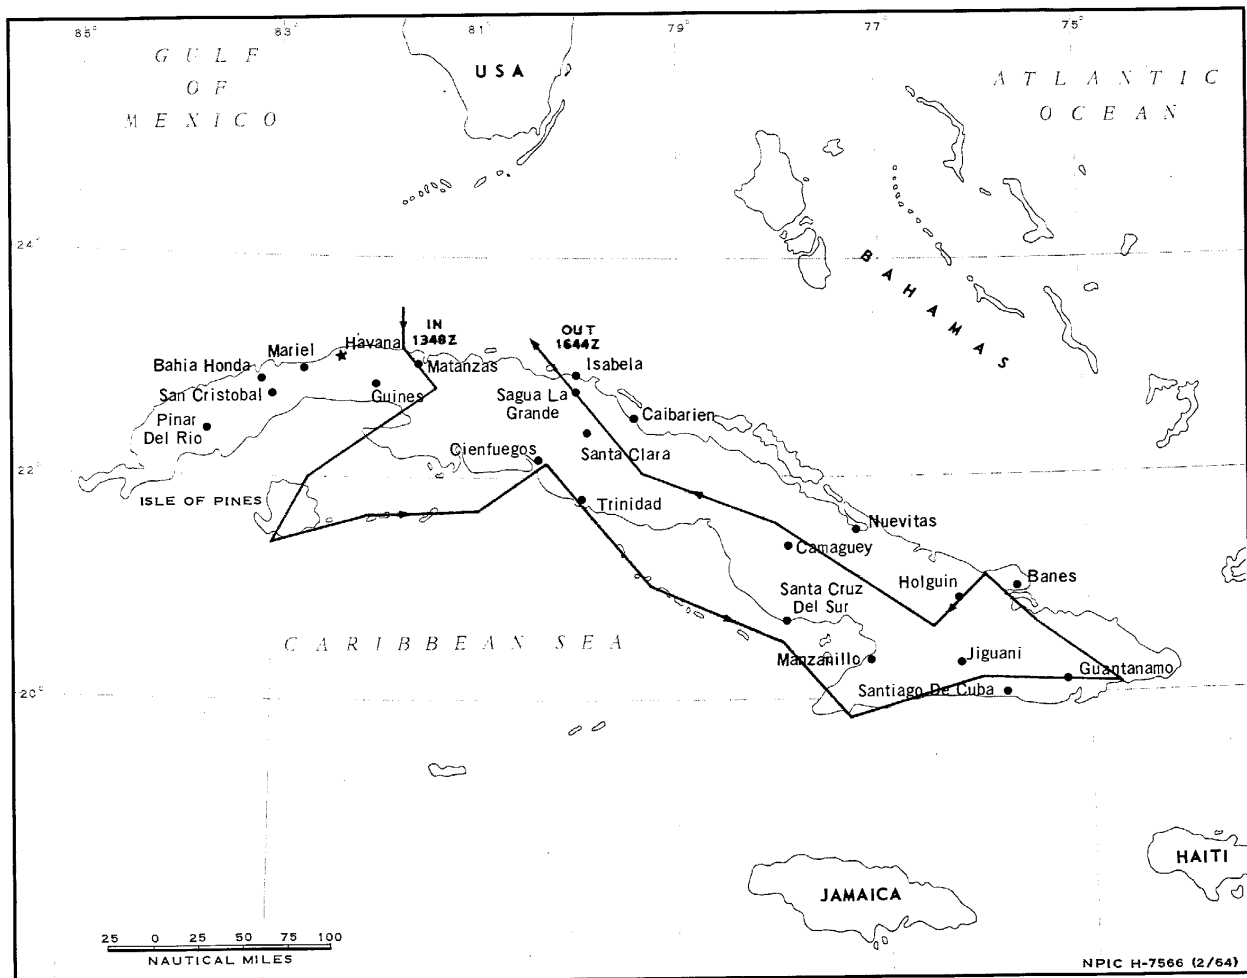 85° 83° 81° 79° 77° 75°
GULF
OF
MEXICO
USA
ATLANTIC
OCEAN
24°
BAHAMAS
IN
1348Z
OUT
1644Z
Havana
Mariel
Matanzas
Bahia Honda
Isabela
San Cristobal
Guines
Sagua La
Grande
Pinar
Del Rio
Caibarien
Cienfuegos
Santa Clara
22°
ISLE OF PINES
Trinidad
Nuevitas
Camaguey
Holguin
Banes
Santa Cruz
Del Sur
CARIBBEAN SEA
Manzanillo
Jiguani
Guantanamo
20°
Santiago De Cuba
HAITI
JAMAICA
25 0 25 50 75 100
NAUTICAL MILES
NPIC H-7566 (2/64)